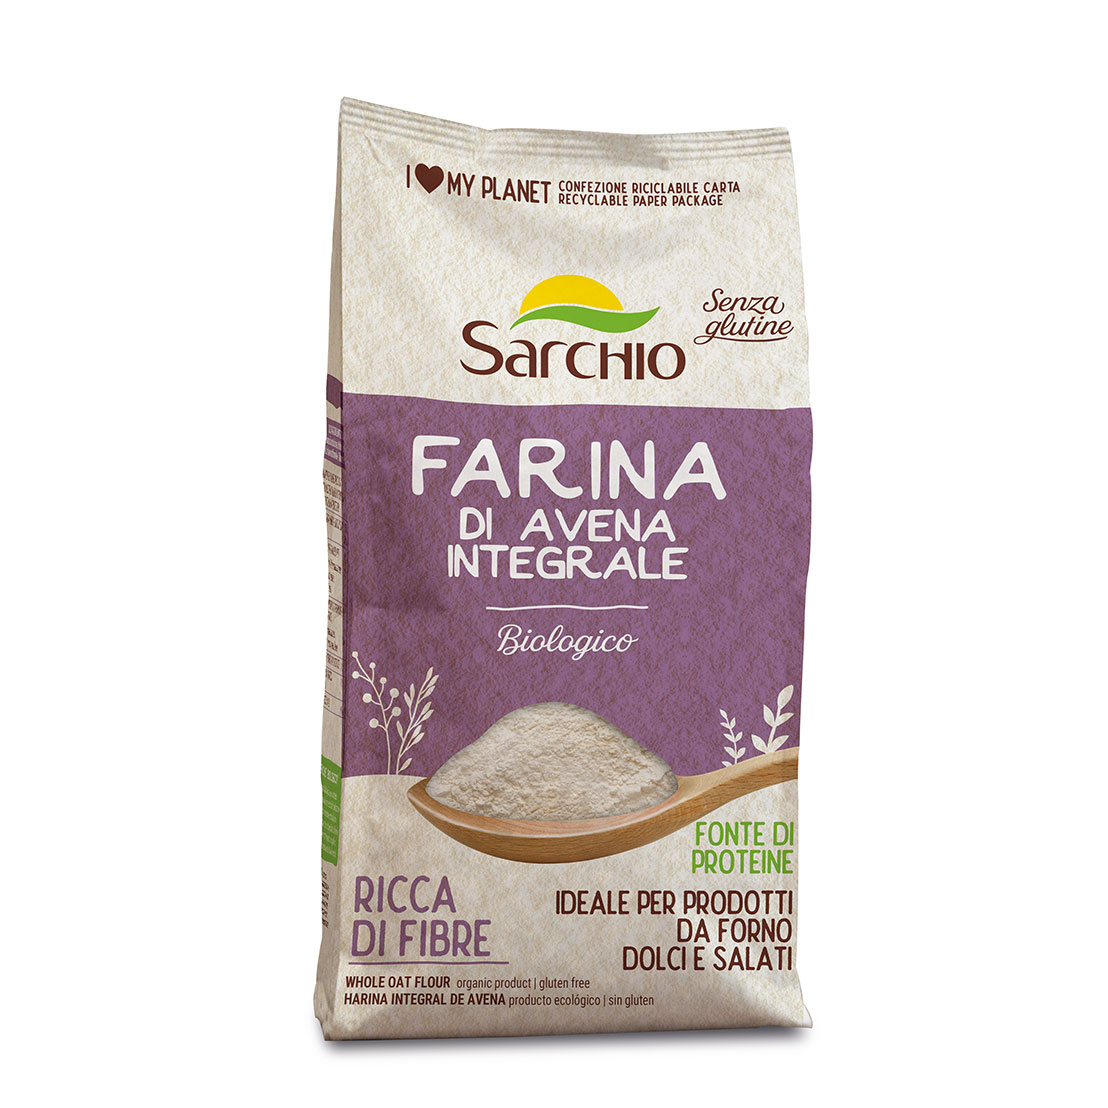 I ♥ MY PLANET
CONFEZIONE RICICLABILE CARTA
RECYCLABLE PAPER PACKAGE
Senza
glutine
Sarchio
FARINA
DI AVENA
INTEGRALE
Biologico
FONTE DI
PROTEINE
RICCA
DI FIBRE
IDEALE PER PRODOTTI
DA FORNO
DOLCI E SALATI
WHOLE OAT FLOUR organic product | gluten free
HARINA INTEGRAL DE AVENA producto ecológico | sin gluten